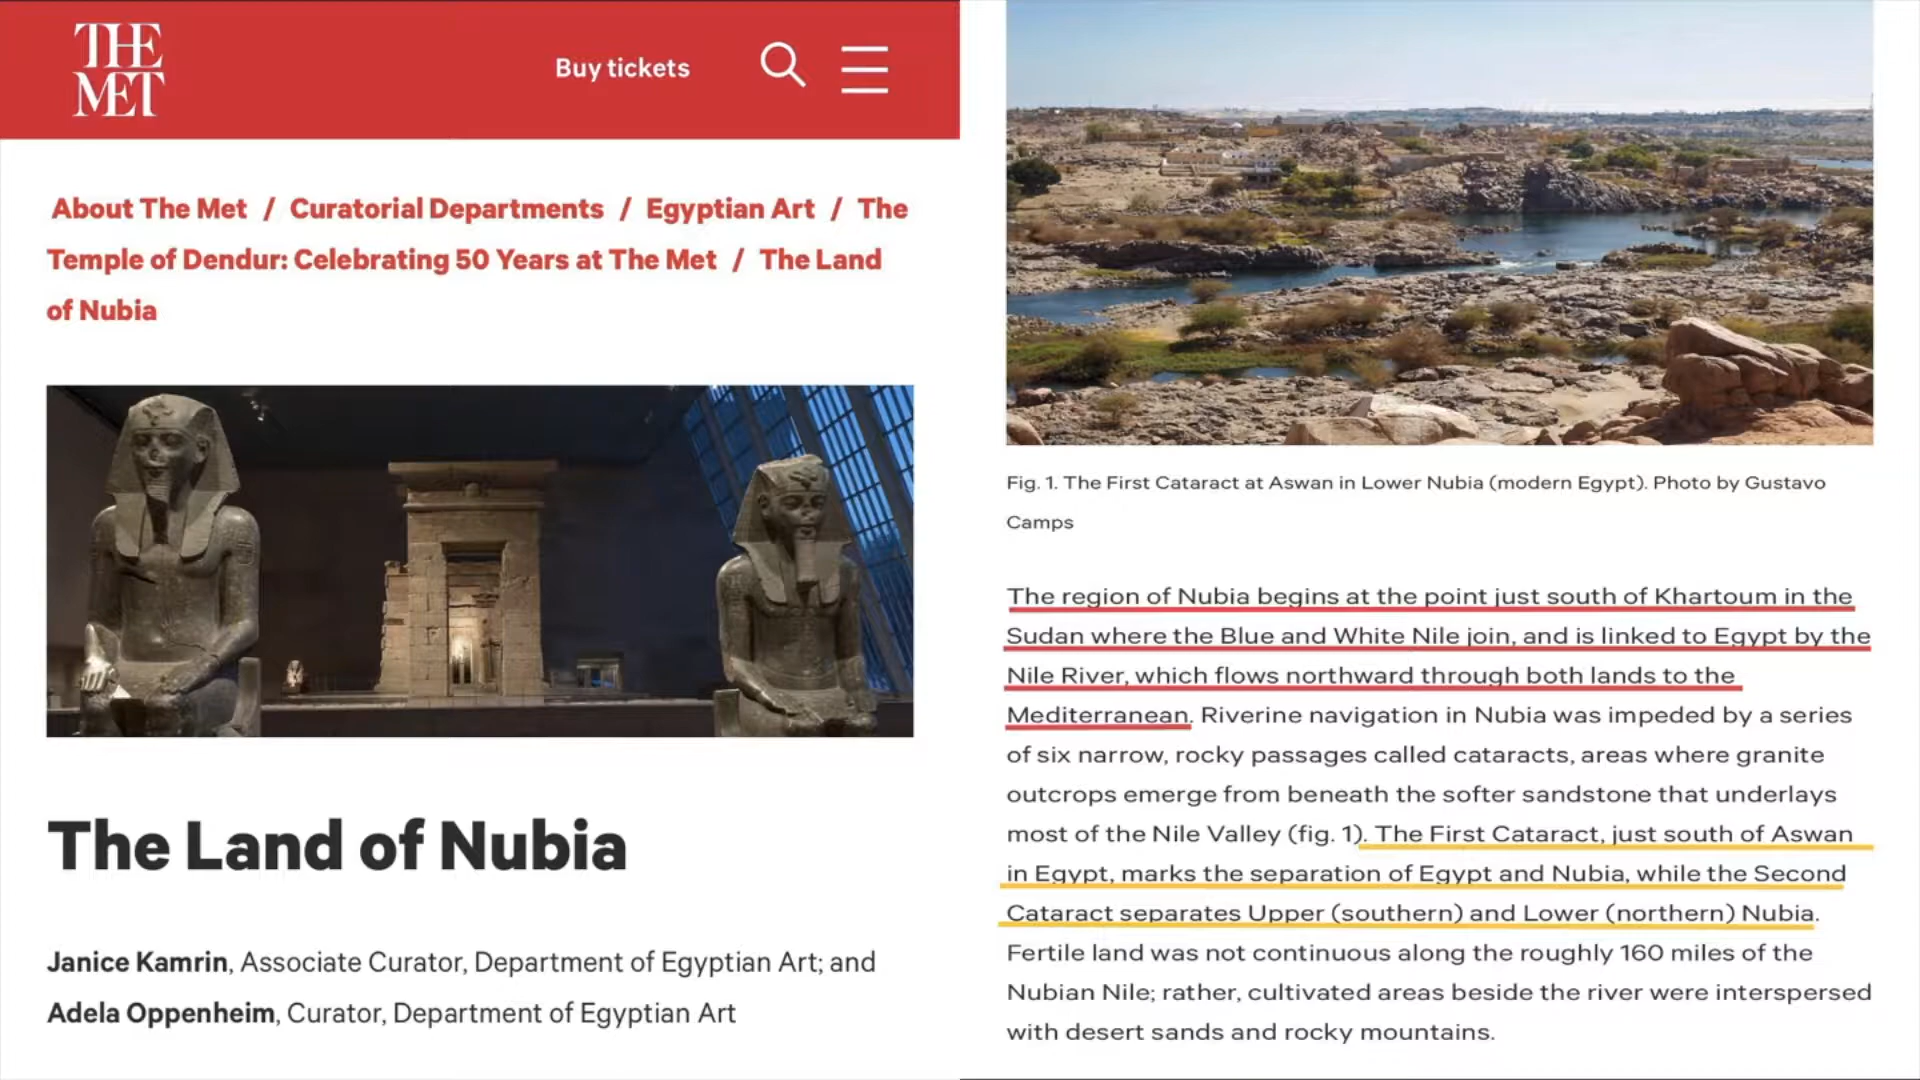 THE
MET
Buy tickets
About The Met / Curatorial Departments / Egyptian Art / The
Temple of Dendur: Celebrating 50 Years at The Met / The Land
of Nubia
The Land of Nubia
Janice Kamrin, Associate Curator, Department of Egyptian Art; and
Adela Oppenheim, Curator, Department of Egyptian Art
Fig. 1. The First Cataract at Aswan in Lower Nubia (modern Egypt). Photo by Gustavo
Camps
The region of Nubia begins at the point just south of Khartoum in the
Sudan where the Blue and White Nile join, and is linked to Egypt by the
Nile River, which flows northward through both lands to the
Mediterranean. Riverine navigation in Nubia was impeded by a series
of six narrow, rocky passages called cataracts, areas where granite
outcrops emerge from beneath the softer sandstone that underlays
most of the Nile Valley (fig. 1). The First Cataract, just south of Aswan
in Egypt, marks the separation of Egypt and Nubia, while the Second
Cataract separates Upper (southern) and Lower (northern) Nubia.
Fertile land was not continuous along the roughly 160 miles of the
Nubian Nile; rather, cultivated areas beside the river were interspersed
with desert sands and rocky mountains.